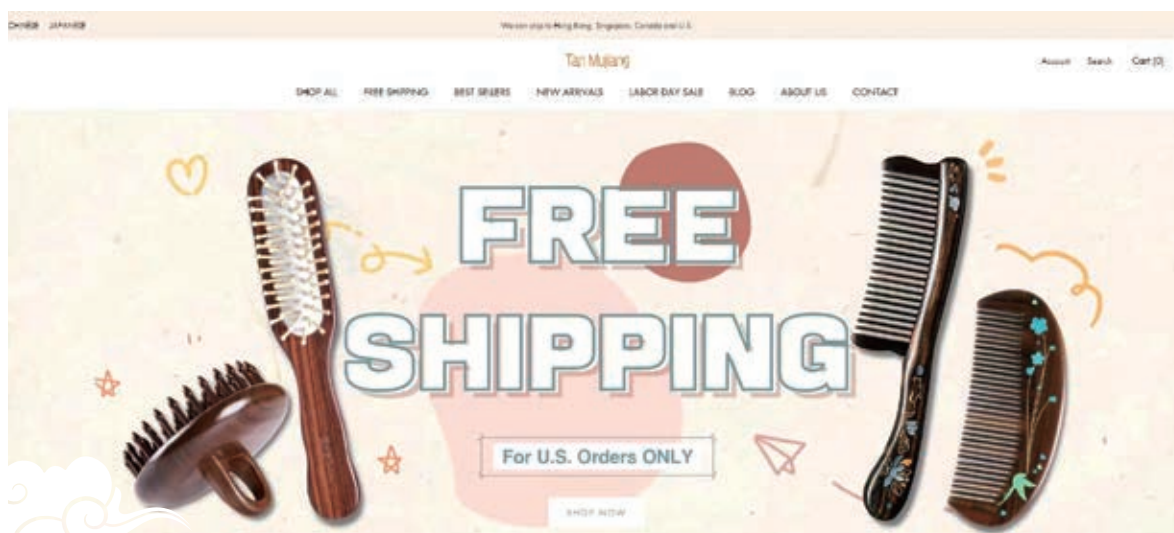 JAPANESE
We can ship to Hong Kong, Singapore, Canada and U.S.
Tan Mujiang
Account Search Cart (0)
SHOP ALL FREE SHIPPING BEST SELLERS NEW ARRIVALS LABOR DAY SALE BLOG ABOUT US CONTACT
FREE
SHIPPING
For U.S. Orders ONLY
SHOP NOW